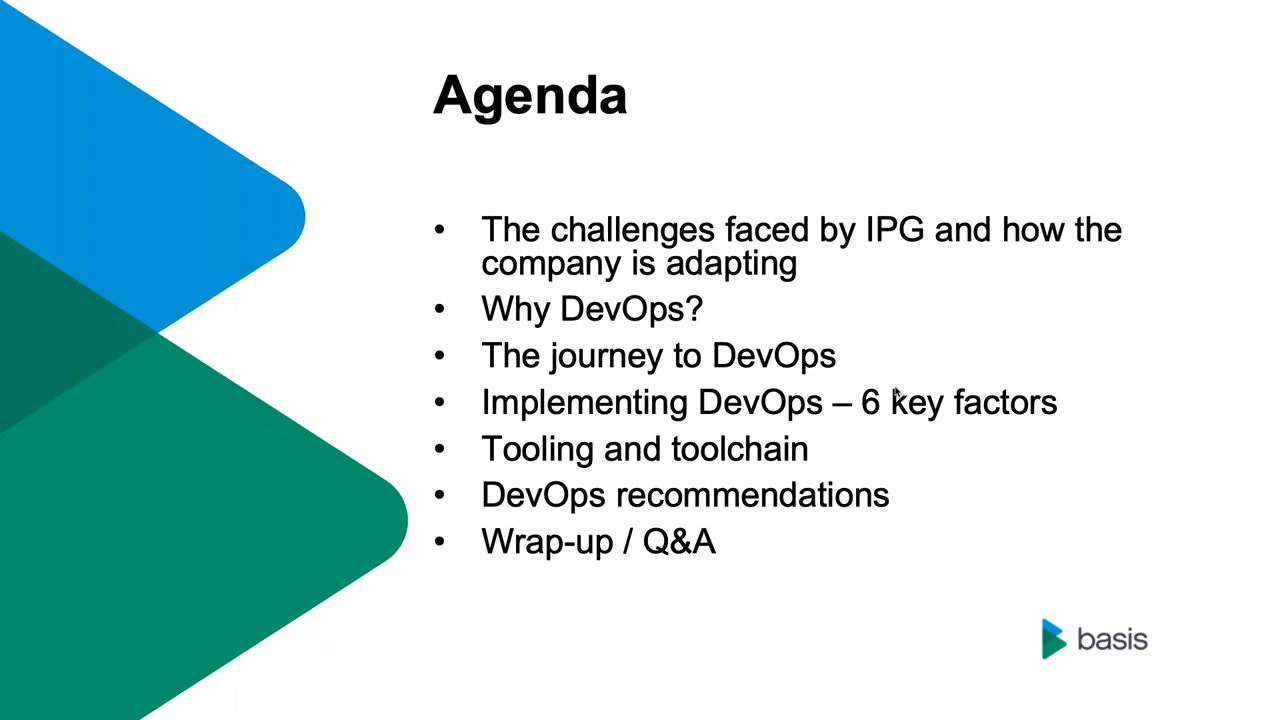 Agenda
• The challenges faced by IPG and how the
company is adapting
• Why DevOps?
• The journey to DevOps
• Implementing DevOps – 6 key factors
• Tooling and toolchain
• DevOps recommendations
• Wrap-up / Q&A
basis